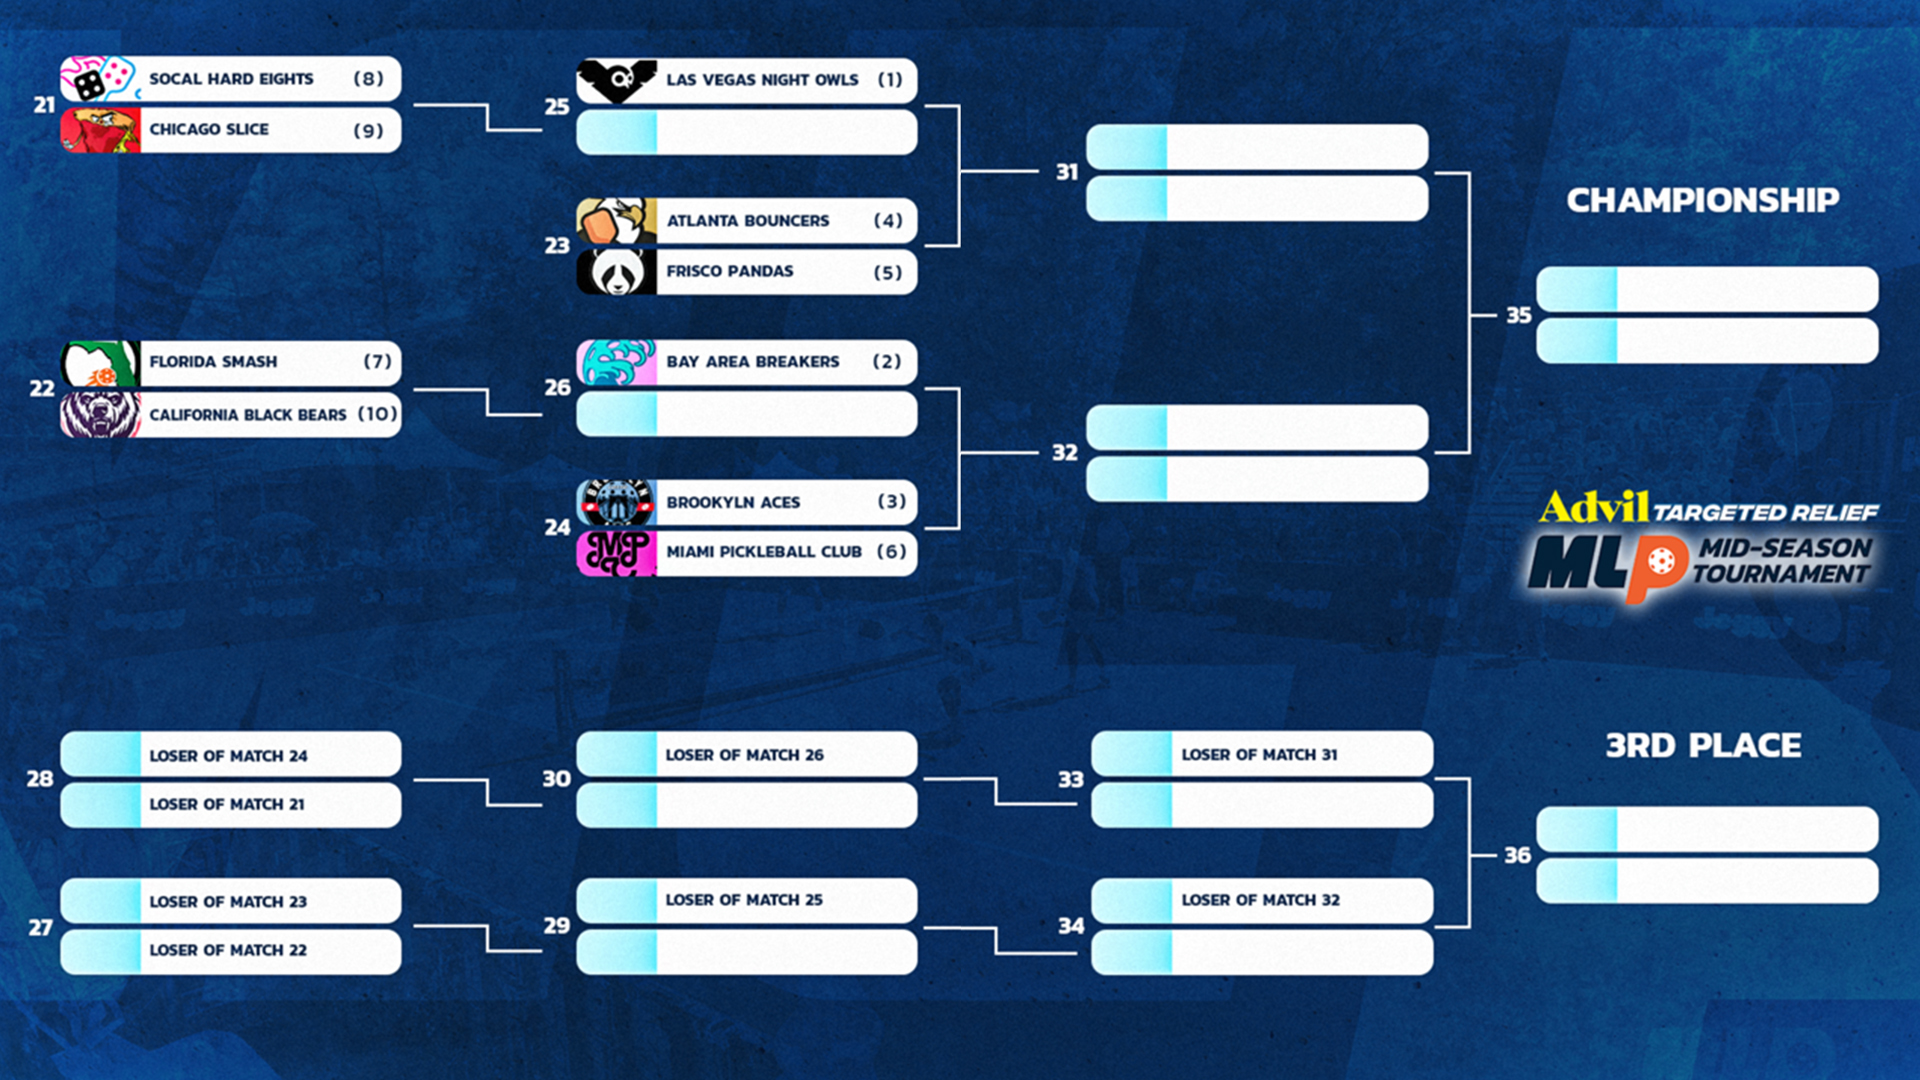 21
SOCAL HARD EIGHTS (8)
CHICAGO SLICE (9)
25
LAS VEGAS NIGHT OWLS (1)
23
ATLANTA BOUNCERS (4)
FRISCO PANDAS (5)
22
FLORIDA SMASH (7)
CALIFORNIA BLACK BEARS (10)
26
BAY AREA BREAKERS (2)
24
BROOKYLN ACES (3)
MIAMI PICKLEBALL CLUB (6)
31
32
CHAMPIONSHIP
35
Advil TARGETED RELIEF
MLP MID-SEASON
TOURNAMENT
28
LOSER OF MATCH 24
LOSER OF MATCH 21
27
LOSER OF MATCH 23
LOSER OF MATCH 22
30
LOSER OF MATCH 26
29
LOSER OF MATCH 25
33
LOSER OF MATCH 31
34
LOSER OF MATCH 32
3RD PLACE
36